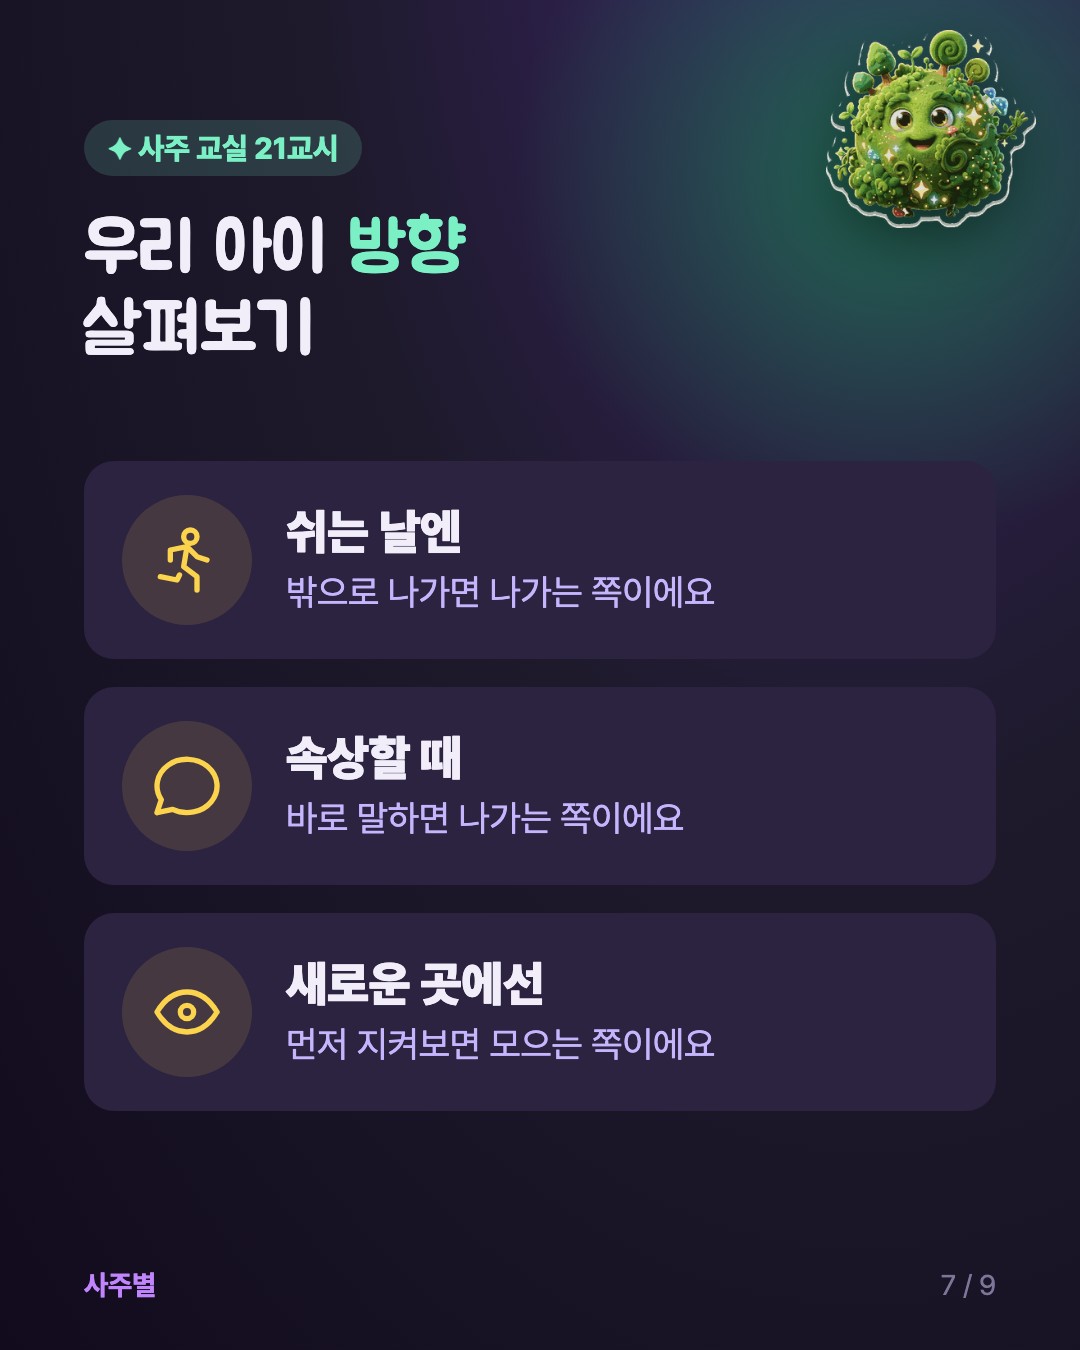 ✦ 사주 교실 21교시
우리 아이 방향
살펴보기
쉬는 날엔
밖으로 나가면 나가는 쪽이에요
속상할 때
바로 말하면 나가는 쪽이에요
새로운 곳에선
먼저 지켜보면 모으는 쪽이에요
사주별
7 / 9